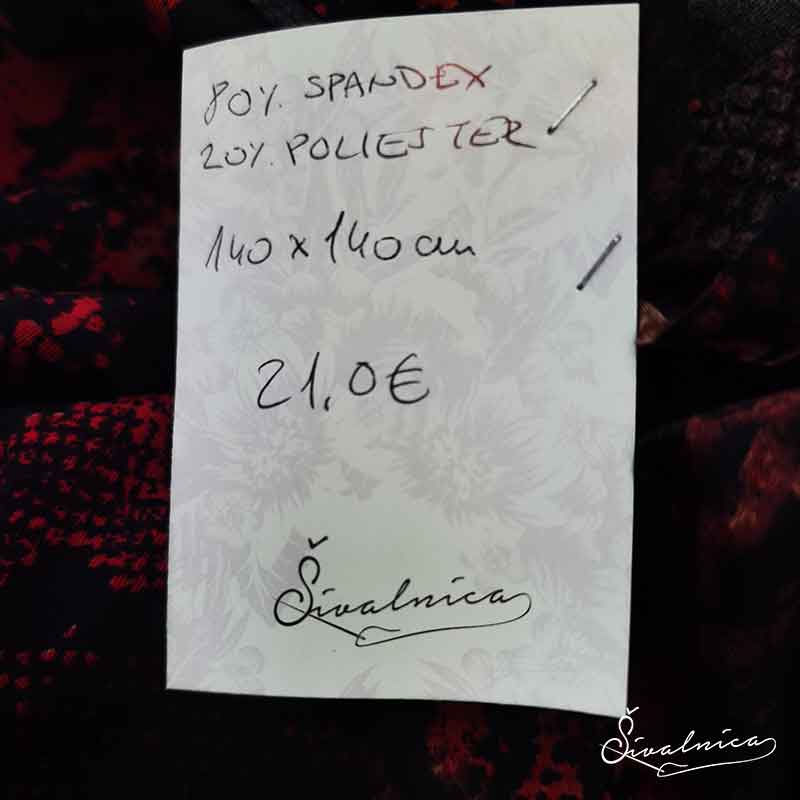 80% SPANDEX
20% POLIESTER
140 x 140 cm
21,0€
Šivalnica
Šivalnica